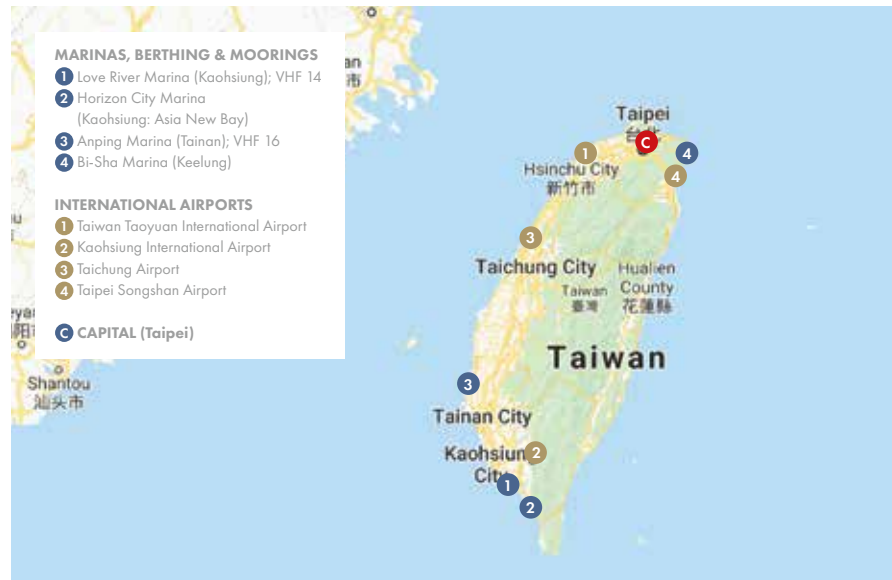 MARINAS, BERTHING & MOORINGS
1 Love River Marina (Kaohsiung); VHF 14
2 Horizon City Marina
(Kaohsiung: Asia New Bay)
3 Anping Marina (Tainan); VHF 16
4 Bi-Sha Marina (Keelung)
INTERNATIONAL AIRPORTS
1 Taiwan Taoyuan International Airport
2 Kaohsiung International Airport
3 Taichung Airport
4 Taipei Songshan Airport
C CAPITAL (Taipei)
an
市
Taipei
台北
C
1
4
4
Hsinchu City
新竹市
3
Taichung City
Hualien
County
花蓮縣
Taiwan
臺灣
Taiwan
Shantou
汕头市
3
Tainan City
Kaohsiun
City
2
1
2